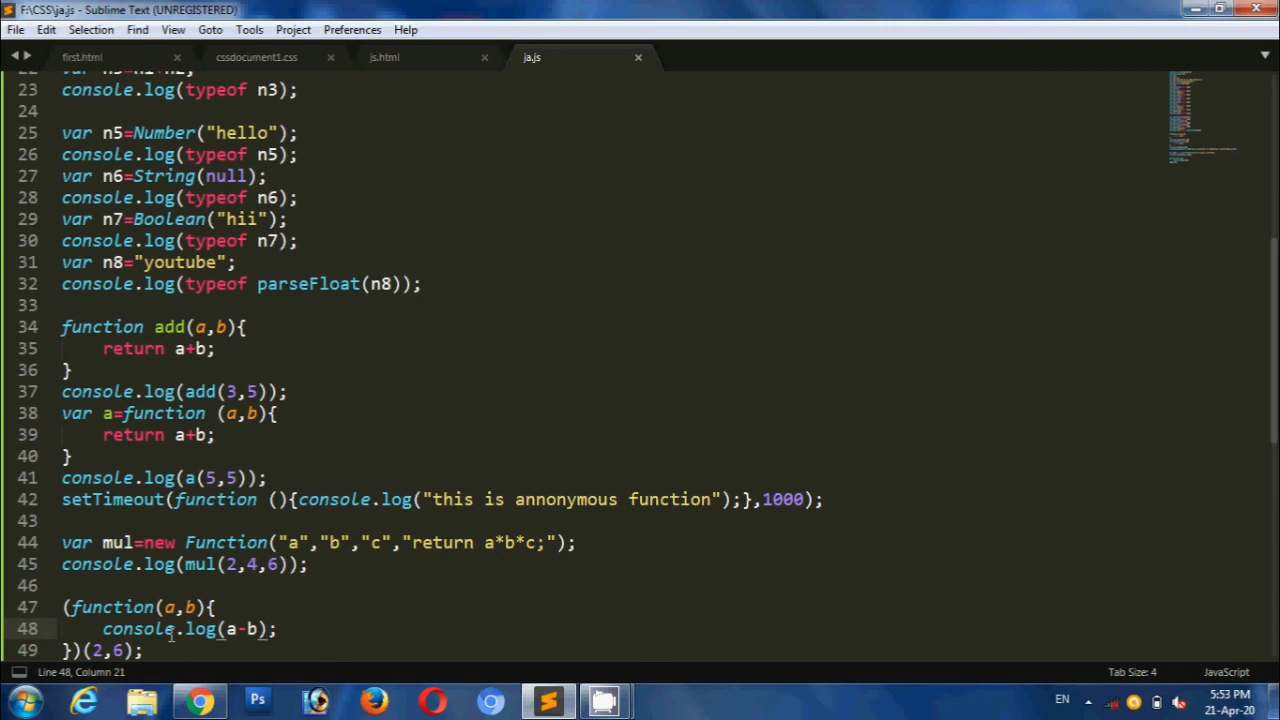 F:\CSS\ja.js - Sublime Text (UNREGISTERED)
File Edit Selection Find View Goto Tools Project Preferences Help
first.html cssdocument1.css js.html ja.js
22 var n3=n1+n2;
23 console.log(typeof n3);
24
25 var n5=Number("hello");
26 console.log(typeof n5);
27 var n6=String(null);
28 console.log(typeof n6);
29 var n7=Boolean("hii");
30 console.log(typeof n7);
31 var n8="youtube";
32 console.log(typeof parseFloat(n8));
33
34 function add(a,b){
35 return a+b;
36 }
37 console.log(add(3,5));
38 var a=function (a,b){
39 return a+b;
40 }
41 console.log(a(5,5));
42 setTimeout(function (){console.log("this is annonymous function");},1000);
43
44 var mul=new Function("a","b","c","return a*b*c;");
45 console.log(mul(2,4,6));
46
47 (function(a,b){
48 console.log(a-b);
49 })(2,6);
Line 48, Column 21 Tab Size: 4 JavaScript
Ps EN 5:53 PM
21-Apr-20